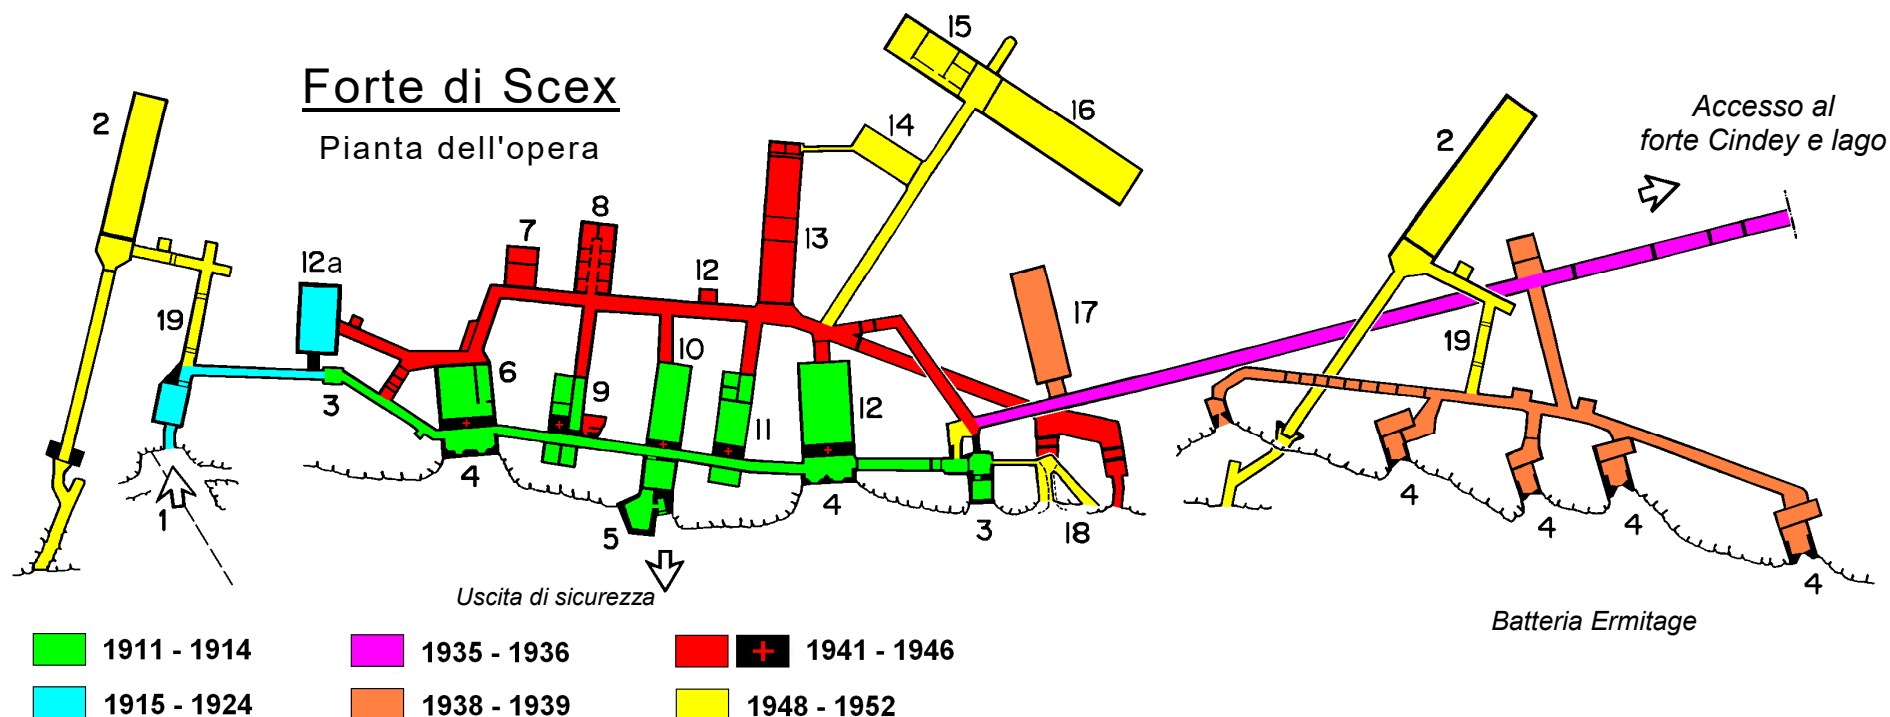 Forte di Scex
Pianta dell'opera
15
16
14
2
2
Accesso al
forte Cindey e lago
8
7
13
12a
12
17
19
19
10
6
9
3
11
12
4
4
5
3
18
1
4
4
4
4
Uscita di sicurezza
Batteria Ermitage
1911 - 1914
1935 - 1936
1941 - 1946
1915 - 1924
1938 - 1939
1948 - 1952